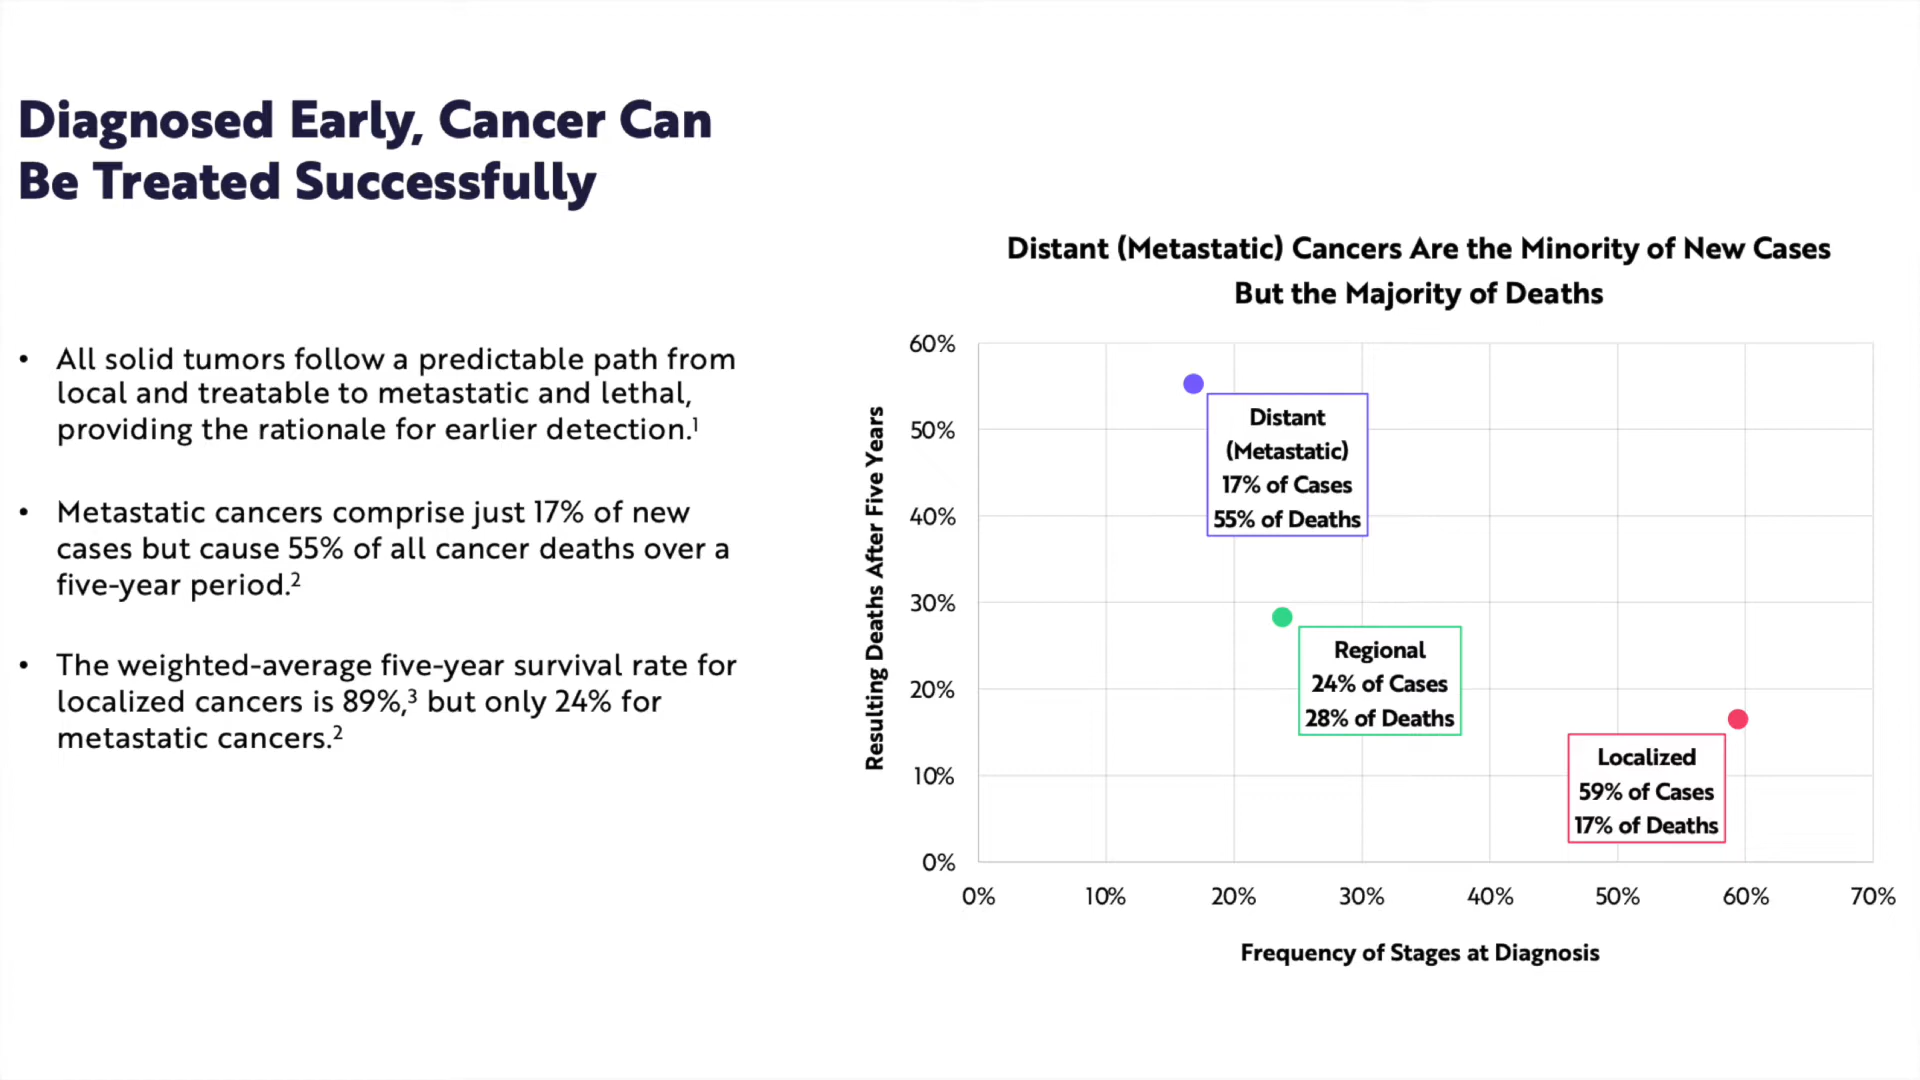 Diagnosed Early, Cancer Can
Be Treated Successfully
• All solid tumors follow a predictable path from
local and treatable to metastatic and lethal,
providing the rationale for earlier detection.¹
• Metastatic cancers comprise just 17% of new
cases but cause 55% of all cancer deaths over a
five-year period.²
• The weighted-average five-year survival rate for
localized cancers is 89%,³ but only 24% for
metastatic cancers.²
Distant (Metastatic) Cancers Are the Minority of New Cases
But the Majority of Deaths
Resulting Deaths After Five Years
60%
50%
40%
30%
20%
10%
0%
Distant
(Metastatic)
17% of Cases
55% of Deaths
Regional
24% of Cases
28% of Deaths
Localized
59% of Cases
17% of Deaths
0% 10% 20% 30% 40% 50% 60% 70%
Frequency of Stages at Diagnosis